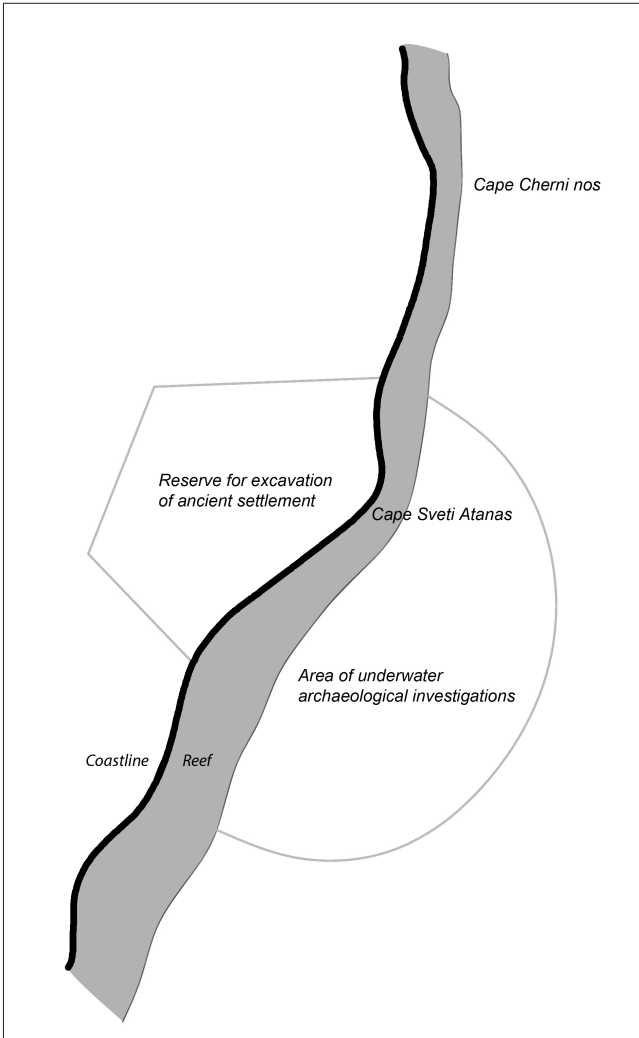 Cape Cherni nos
Reserve for excavation
of ancient settlement
Cape Sveti Atanas
Area of underwater
archaeological investigations
Coastline
Reef